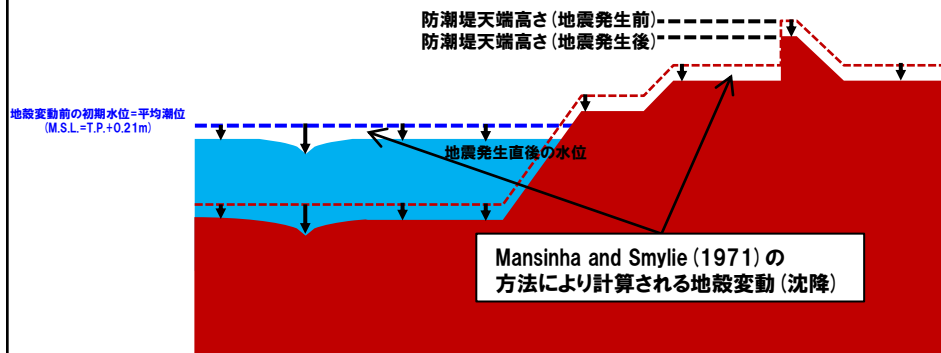 防潮堤天端高さ（地震発生前）
防潮堤天端高さ（地震発生後）
地殻変動前の初期水位=平均潮位
（M.S.L.=T.P.+0.21m）
地震発生直後の水位
Mansinha and Smylie（1971）の
方法により計算される地殻変動（沈降）